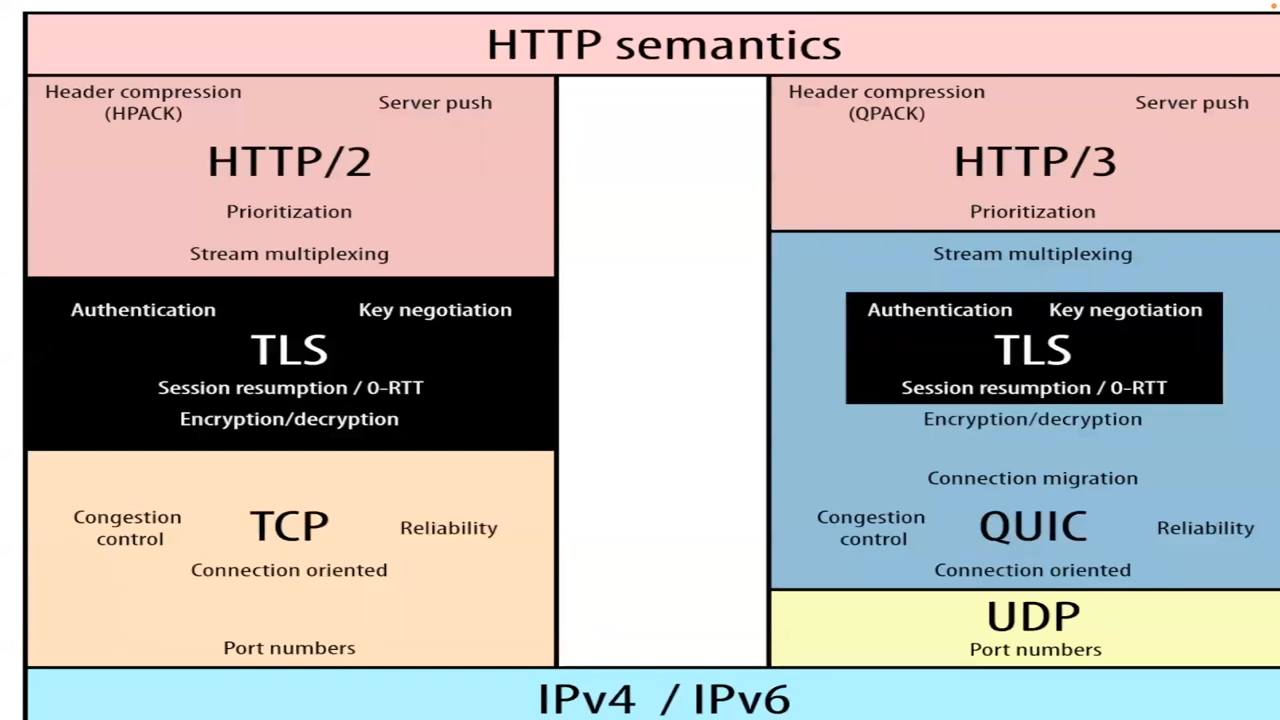 HTTP semantics
Header compression
(HPACK)
Server push
HTTP/2
Prioritization
Stream multiplexing
Authentication
Key negotiation
TLS
Session resumption / 0-RTT
Encryption/decryption
Congestion
control
TCP
Reliability
Connection oriented
Port numbers
Header compression
(QPACK)
Server push
HTTP/3
Prioritization
Stream multiplexing
Authentication
Key negotiation
TLS
Session resumption / 0-RTT
Encryption/decryption
Connection migration
Congestion
control
QUIC
Reliability
Connection oriented
UDP
Port numbers
IPv4 / IPv6